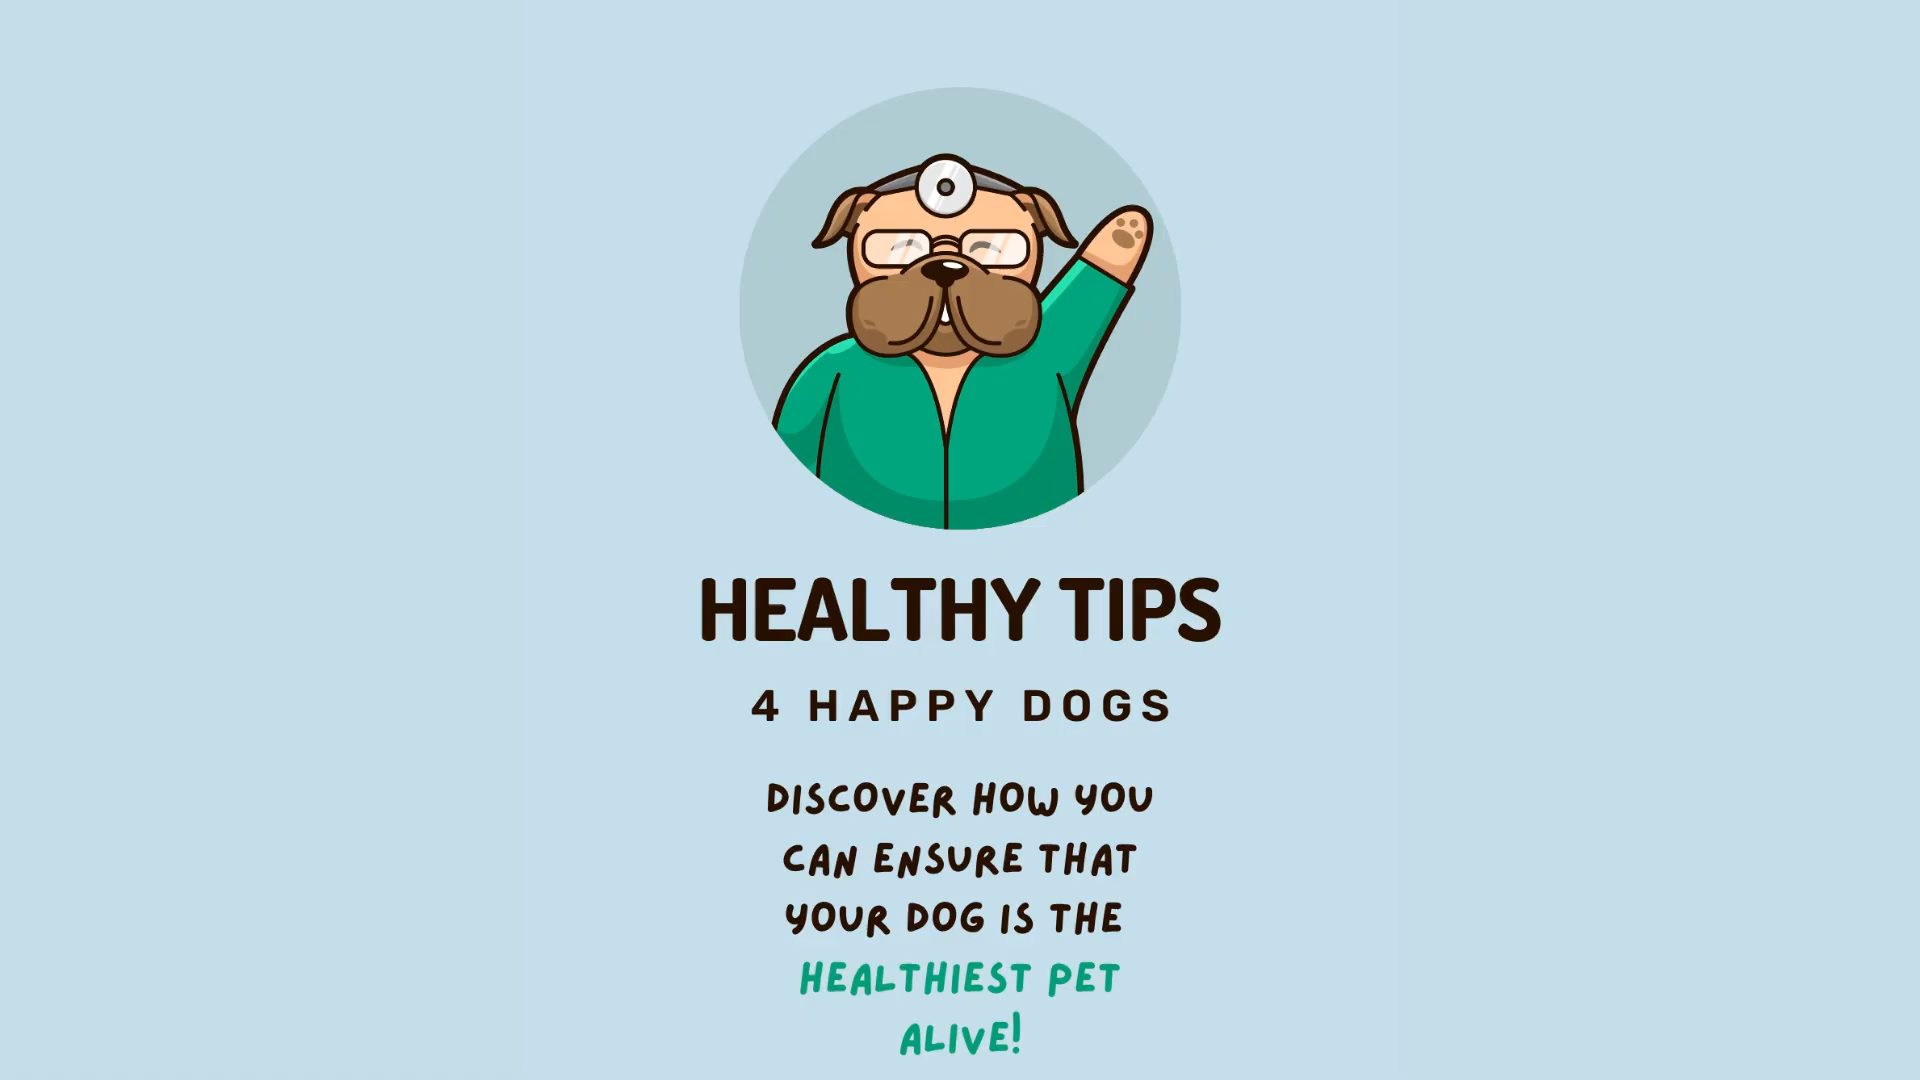 HEALTHY TIPS
4 HAPPY DOGS
DISCOVER HOW YOU
CAN ENSURE THAT
YOUR DOG IS THE
HEALTHIEST PET
ALIVE!